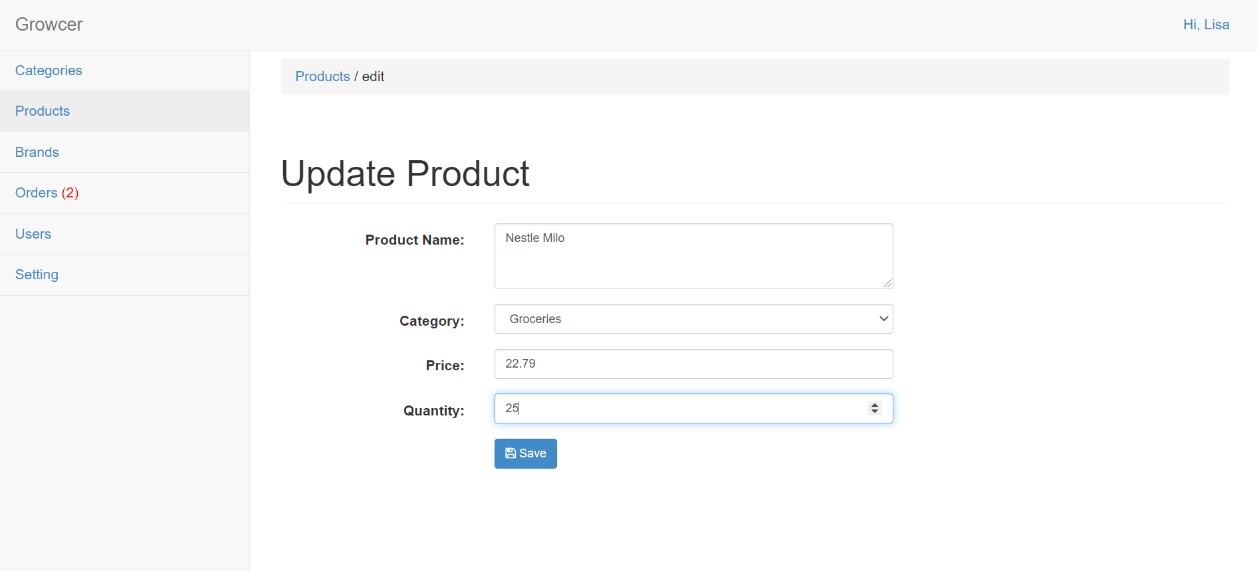 Growcer
Hi, Lisa
Categories
Products
Brands
Orders (2)
Users
Setting
Products / edit
Update Product
Product Name:
Nestle Milo
Category:
Groceries
Price:
22.79
Quantity:
25
Save